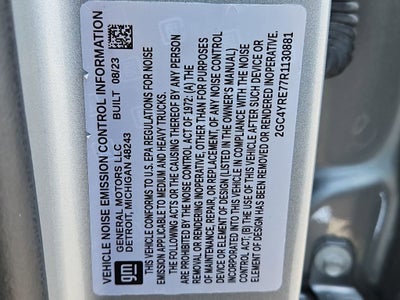 VEHICLE NOISE EMISSION CONTROL INFORMATION
gm
GENERAL MOTORS LLC BUILT 08/23
DETROIT, MICHIGAN 48243
THIS VEHICLE CONFORMS TO U.S. EPA REGULATIONS FOR NOISE
EMISSION APPLICABLE TO MEDIUM AND HEAVY TRUCKS.
THE FOLLOWING ACTS OR THE CAUSING THEREOF BY ANY PERSON
ARE PROHIBITED BY THE NOISE CONTROL ACT OF 1972: (A) THE
REMOVAL OR RENDERING INOPERATIVE, OTHER THAN FOR PURPOSES
OF MAINTENANCE, REPAIR, OR REPLACEMENT, OF ANY NOISE CONTROL
DEVICE OR ELEMENT OF DESIGN (LISTED IN THE OWNER'S MANUAL)
INCORPORATED INTO THIS VEHICLE IN COMPLIANCE WITH THE NOISE
CONTROL ACT, (B) THE USE OF THIS VEHICLE AFTER SUCH DEVICE OR
ELEMENT OF DESIGN HAS BEEN REMOVED OR RENDERED INOPERATIVE.
2GC4YRE77R1130881